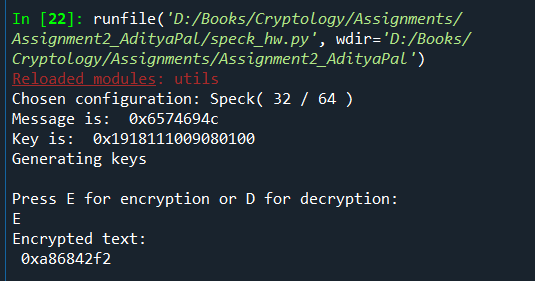 In [22]: runfile('D:/Books/Cryptology/Assignments/
Assignment2_AdityaPal/speck_hw.py', wdir='D:/Books/
Cryptology/Assignments/Assignment2_AdityaPal')
Reloaded modules: utils
Chosen configuration: Speck( 32 / 64 )
Message is:  0x6574694c
Key is:  0x1918111009080100
Generating keys
Press E for encryption or D for decryption:
E
Encrypted text:
 0xa86842f2